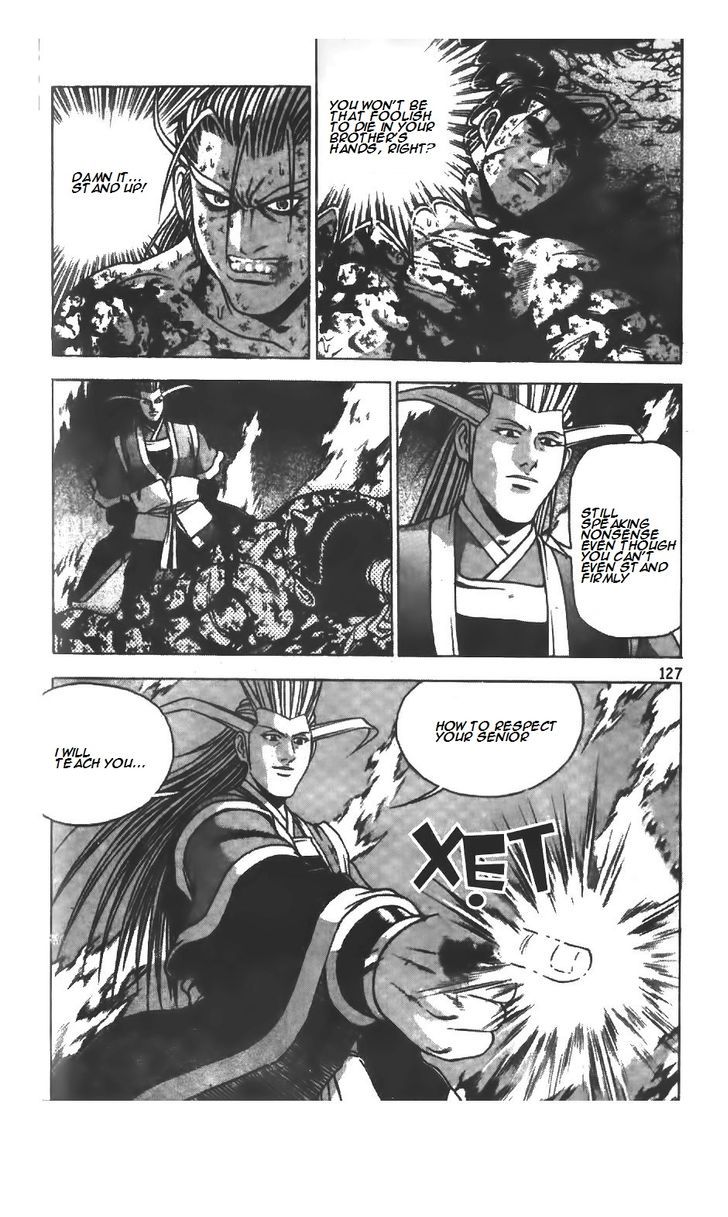 DAMN IT...
STAND UP!
YOU WON'T BE
THAT FOOLISH
TO DIE IN YOUR
BROTHER'S
HANDS, RIGHT?
STILL
SPEAKING
NONSENSE
EVEN THOUGH
YOU CAN'T
EVEN STAND
FIRMLY
127
I WILL
TEACH YOU...
HOW TO RESPECT
YOUR SENIOR
XẸT